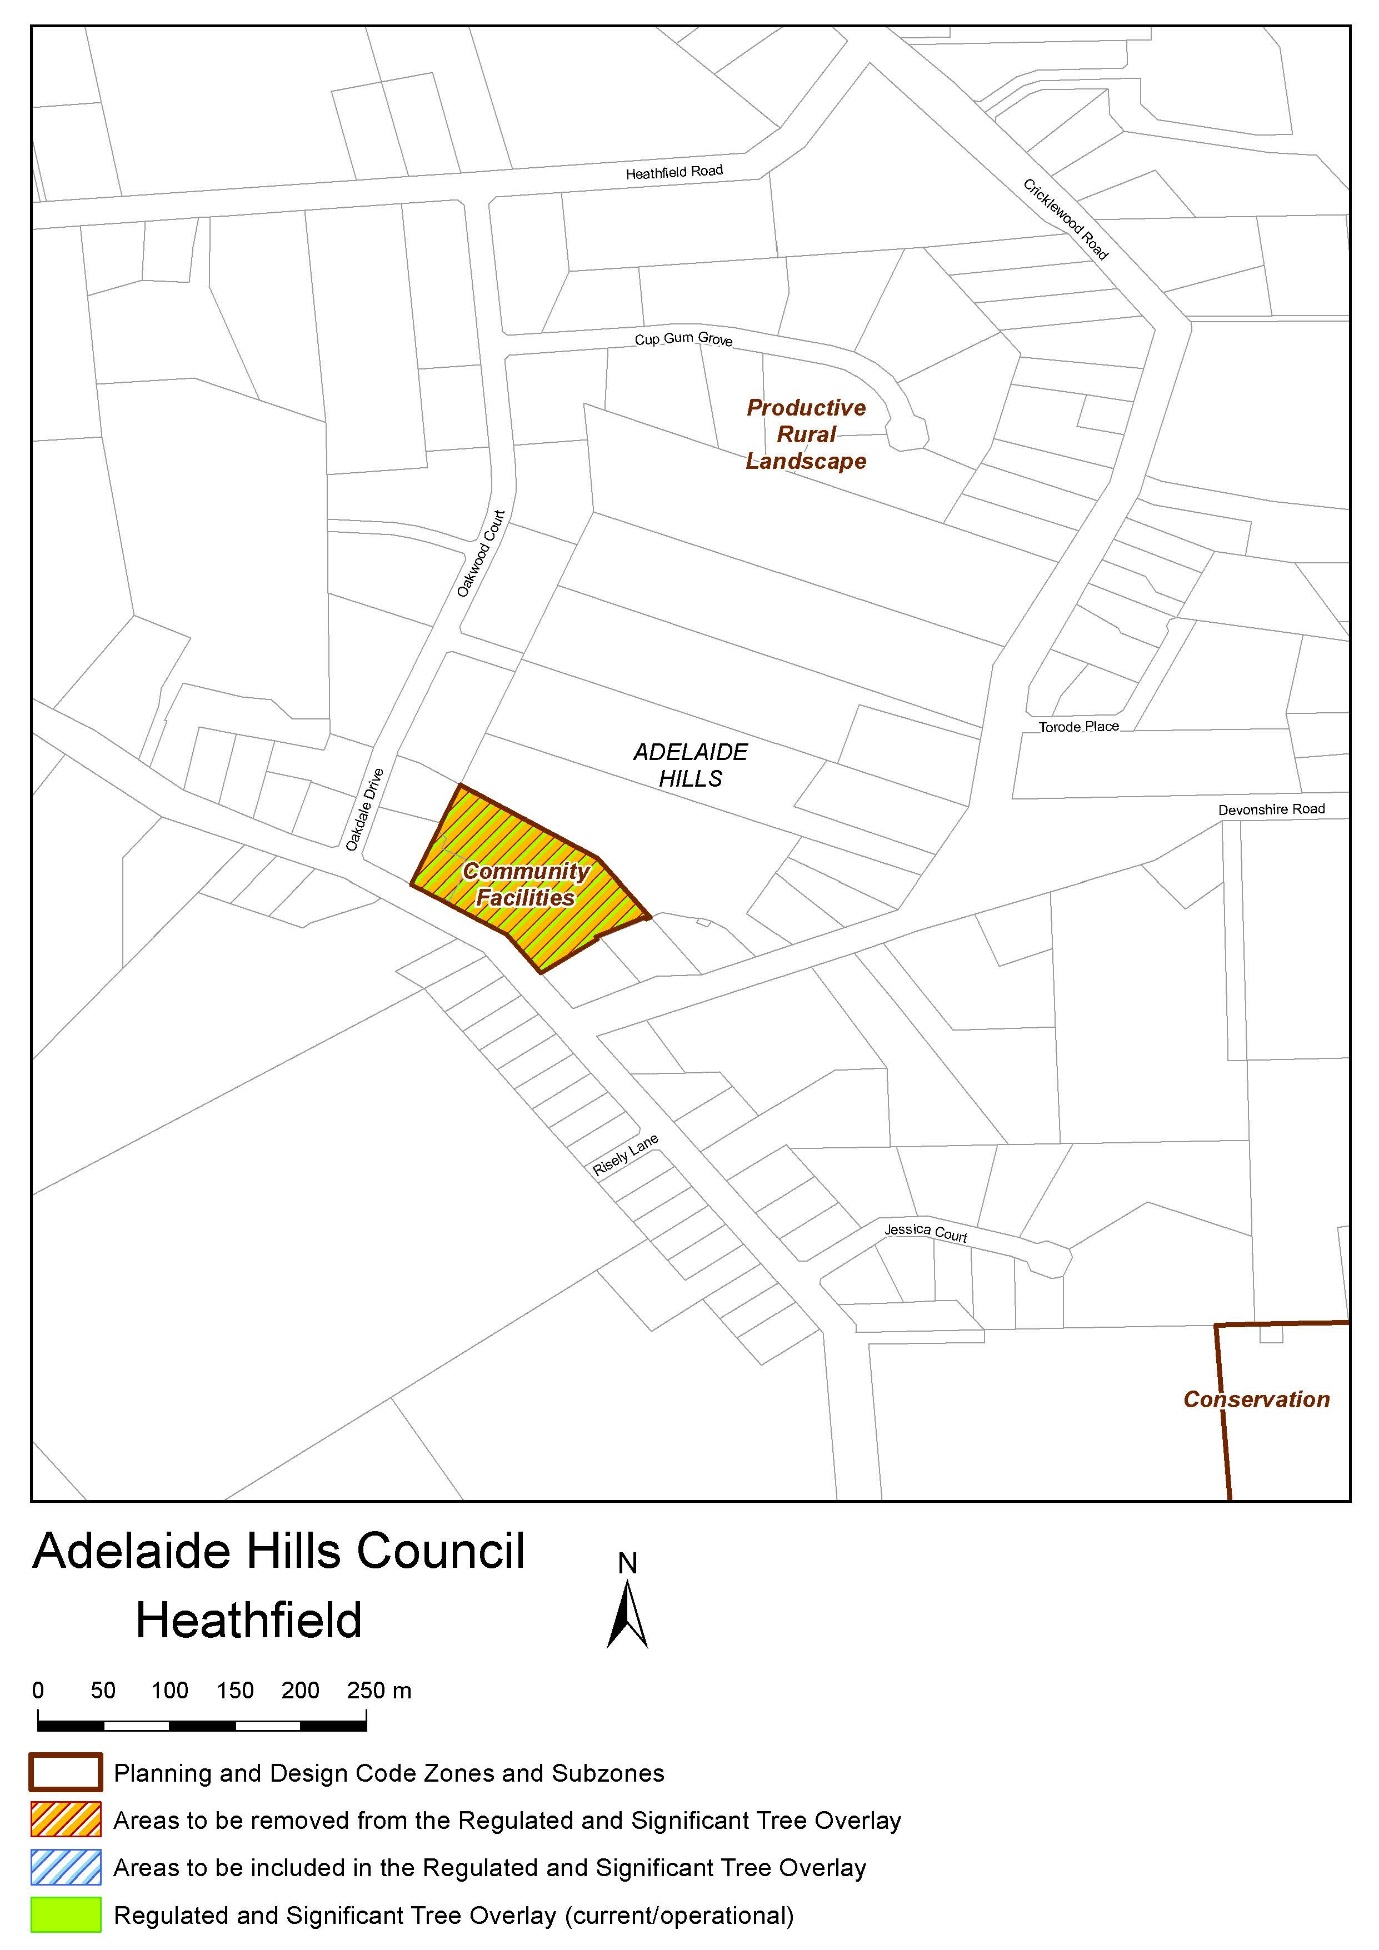 Heathfield Road
Cricklewood Road
Cup Gum Grove
Productive
Rural
Landscape
Oakwood Court
Torode Place
ADELAIDE
HILLS
Oakdale Drive
Devonshire Road
Community
Facilities
Risely Lane
Jessica Court
Conservation
Adelaide Hills Council
Heathfield
N
0 50 100 150 200 250 m
Planning and Design Code Zones and Subzones
Areas to be removed from the Regulated and Significant Tree Overlay
Areas to be included in the Regulated and Significant Tree Overlay
Regulated and Significant Tree Overlay (current/operational)